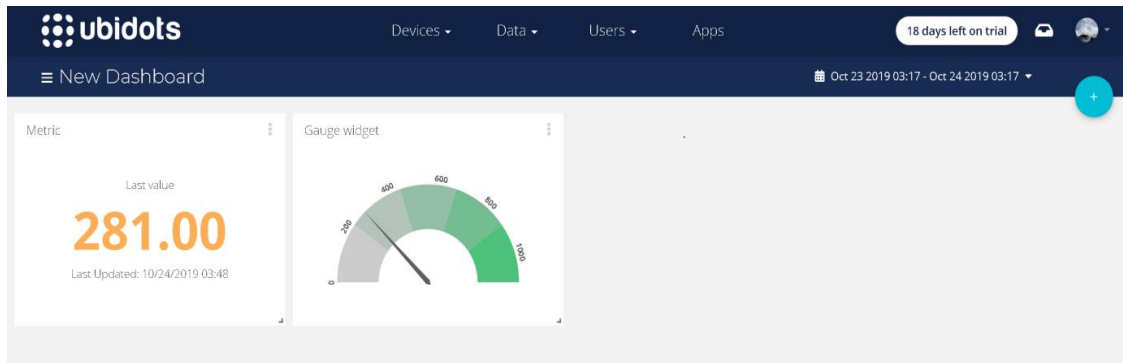 ubidots
Devices
Data
Users
Apps
18 days left on trial
New Dashboard
Oct 23 2019 03:17 - Oct 24 2019 03:17
+
Metric
Last value
281.00
Last Updated: 10/24/2019 03:48
Gauge widget
0
200
400
600
800
1000